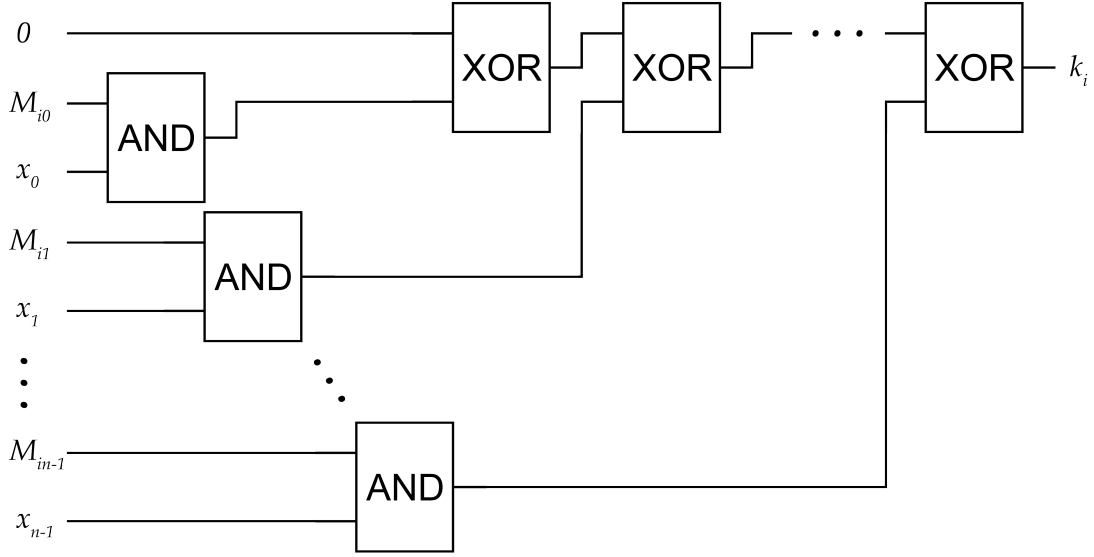 0
XOR
XOR
• • •
XOR
k_i
M_i0
AND
x_0
M_i1
AND
x_1
M_in-1
AND
x_n-1